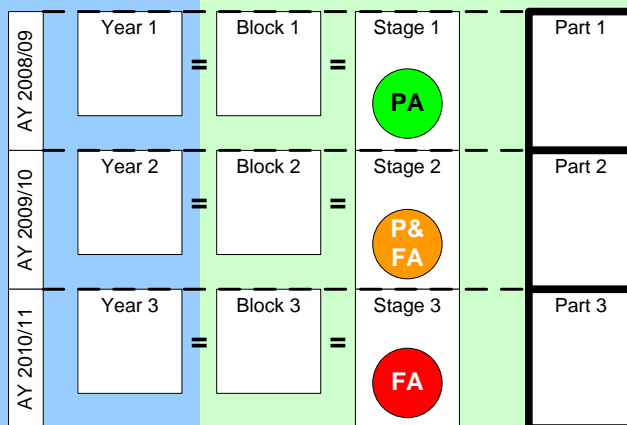 AY 2008/09
Year 1
=
Block 1
=
Stage 1
PA
Part 1
AY 2009/10
Year 2
=
Block 2
=
Stage 2
P&
FA
Part 2
AY 2010/11
Year 3
=
Block 3
=
Stage 3
FA
Part 3